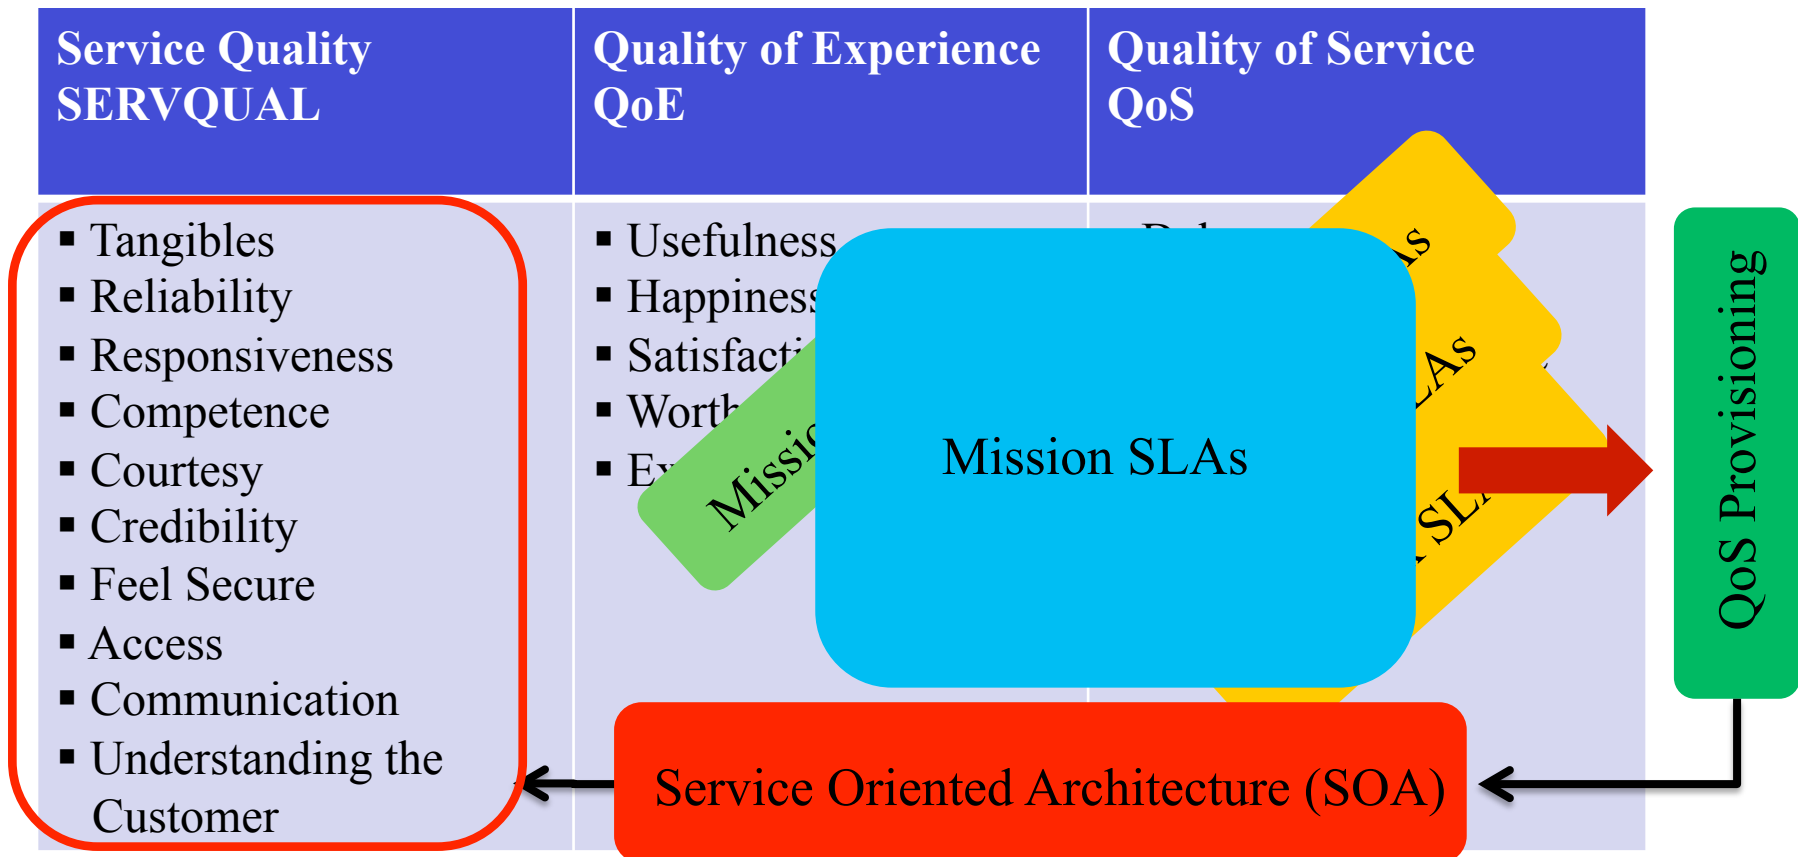 Service Quality
SERVQUAL
Quality of Experience
QoE
Quality of Service
QoS
▪ Tangibles
▪ Reliability
▪ Responsiveness
▪ Competence
▪ Courtesy
▪ Credibility
▪ Feel Secure
▪ Access
▪ Communication
▪ Understanding the
Customer
▪ Usefulness
▪ Happiness
Mission SLAs
Service Oriented Architecture (SOA)
QoS Provisioning